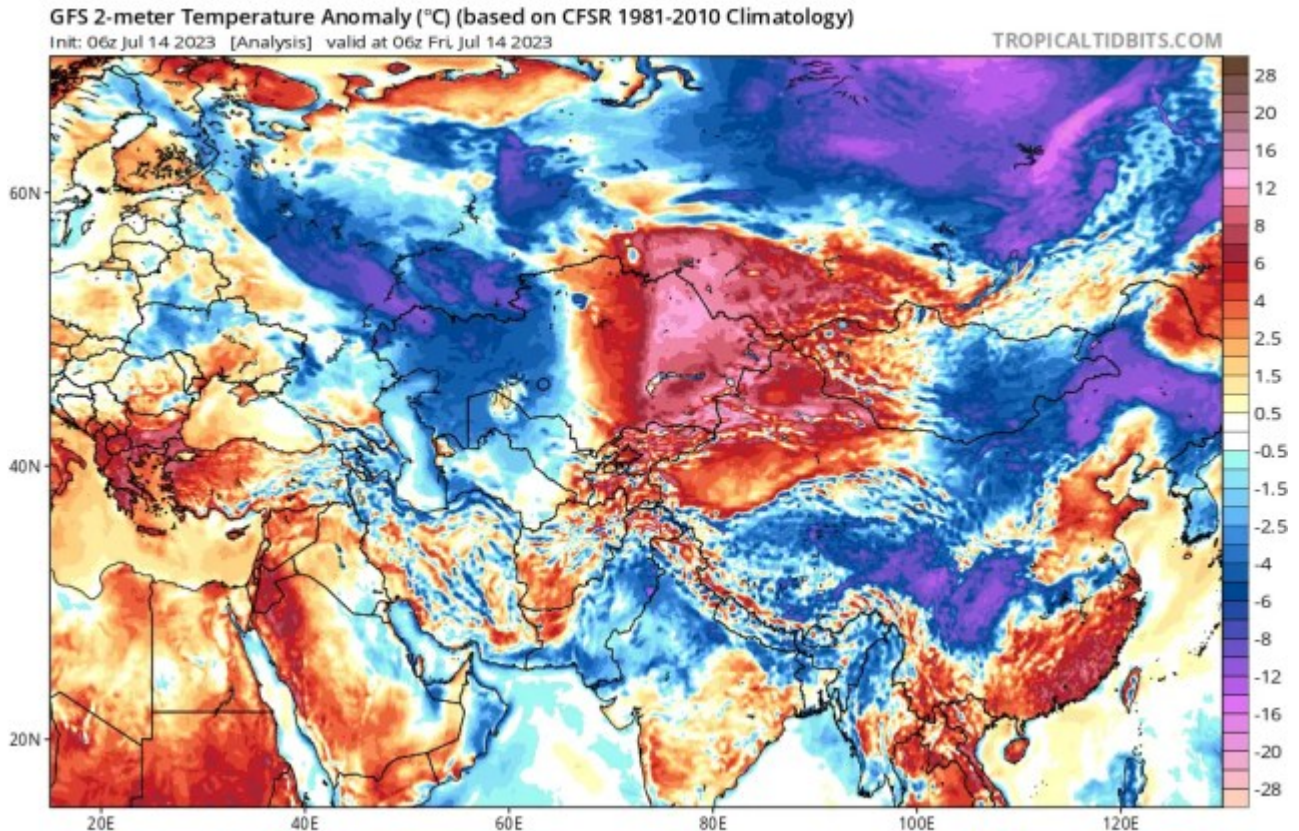 GFS 2-meter Temperature Anomaly (°C) (based on CFSR 1981-2010 Climatology)
Init: 06z Jul 14 2023 [Analysis] valid at 06z Fri, Jul 14 2023
TROPICALTIDBITS.COM
28
20
16
12
8
6
4
2.5
1.5
0.5
-0.5
-1.5
-2.5
-4
-6
-8
-12
-16
-20
-28
60N
40N
20N
20E
40E
60E
80E
100E
120E